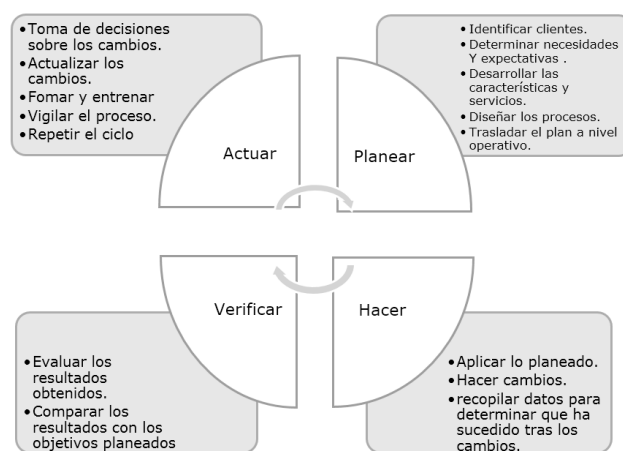 •Toma de decisiones
sobre los cambios.
•Actualizar los
cambios.
•Fomar y entrenar
•Vigilar el proceso.
•Repetir el ciclo
• Identificar clientes.
• Determinar necesidades
Y expectativas .
• Desarrollar las
características y
servicios.
• Diseñar los procesos.
• Trasladar el plan a nivel
operativo.
Actuar
Planear
Verificar
Hacer
•Evaluar los
resultados
obtenidos.
•Comparar los
resultados con los
objetivos planeados
•Aplicar lo planeado.
•Hacer cambios.
•recopilar datos para
determinar que ha
sucedido tras los
cambios.